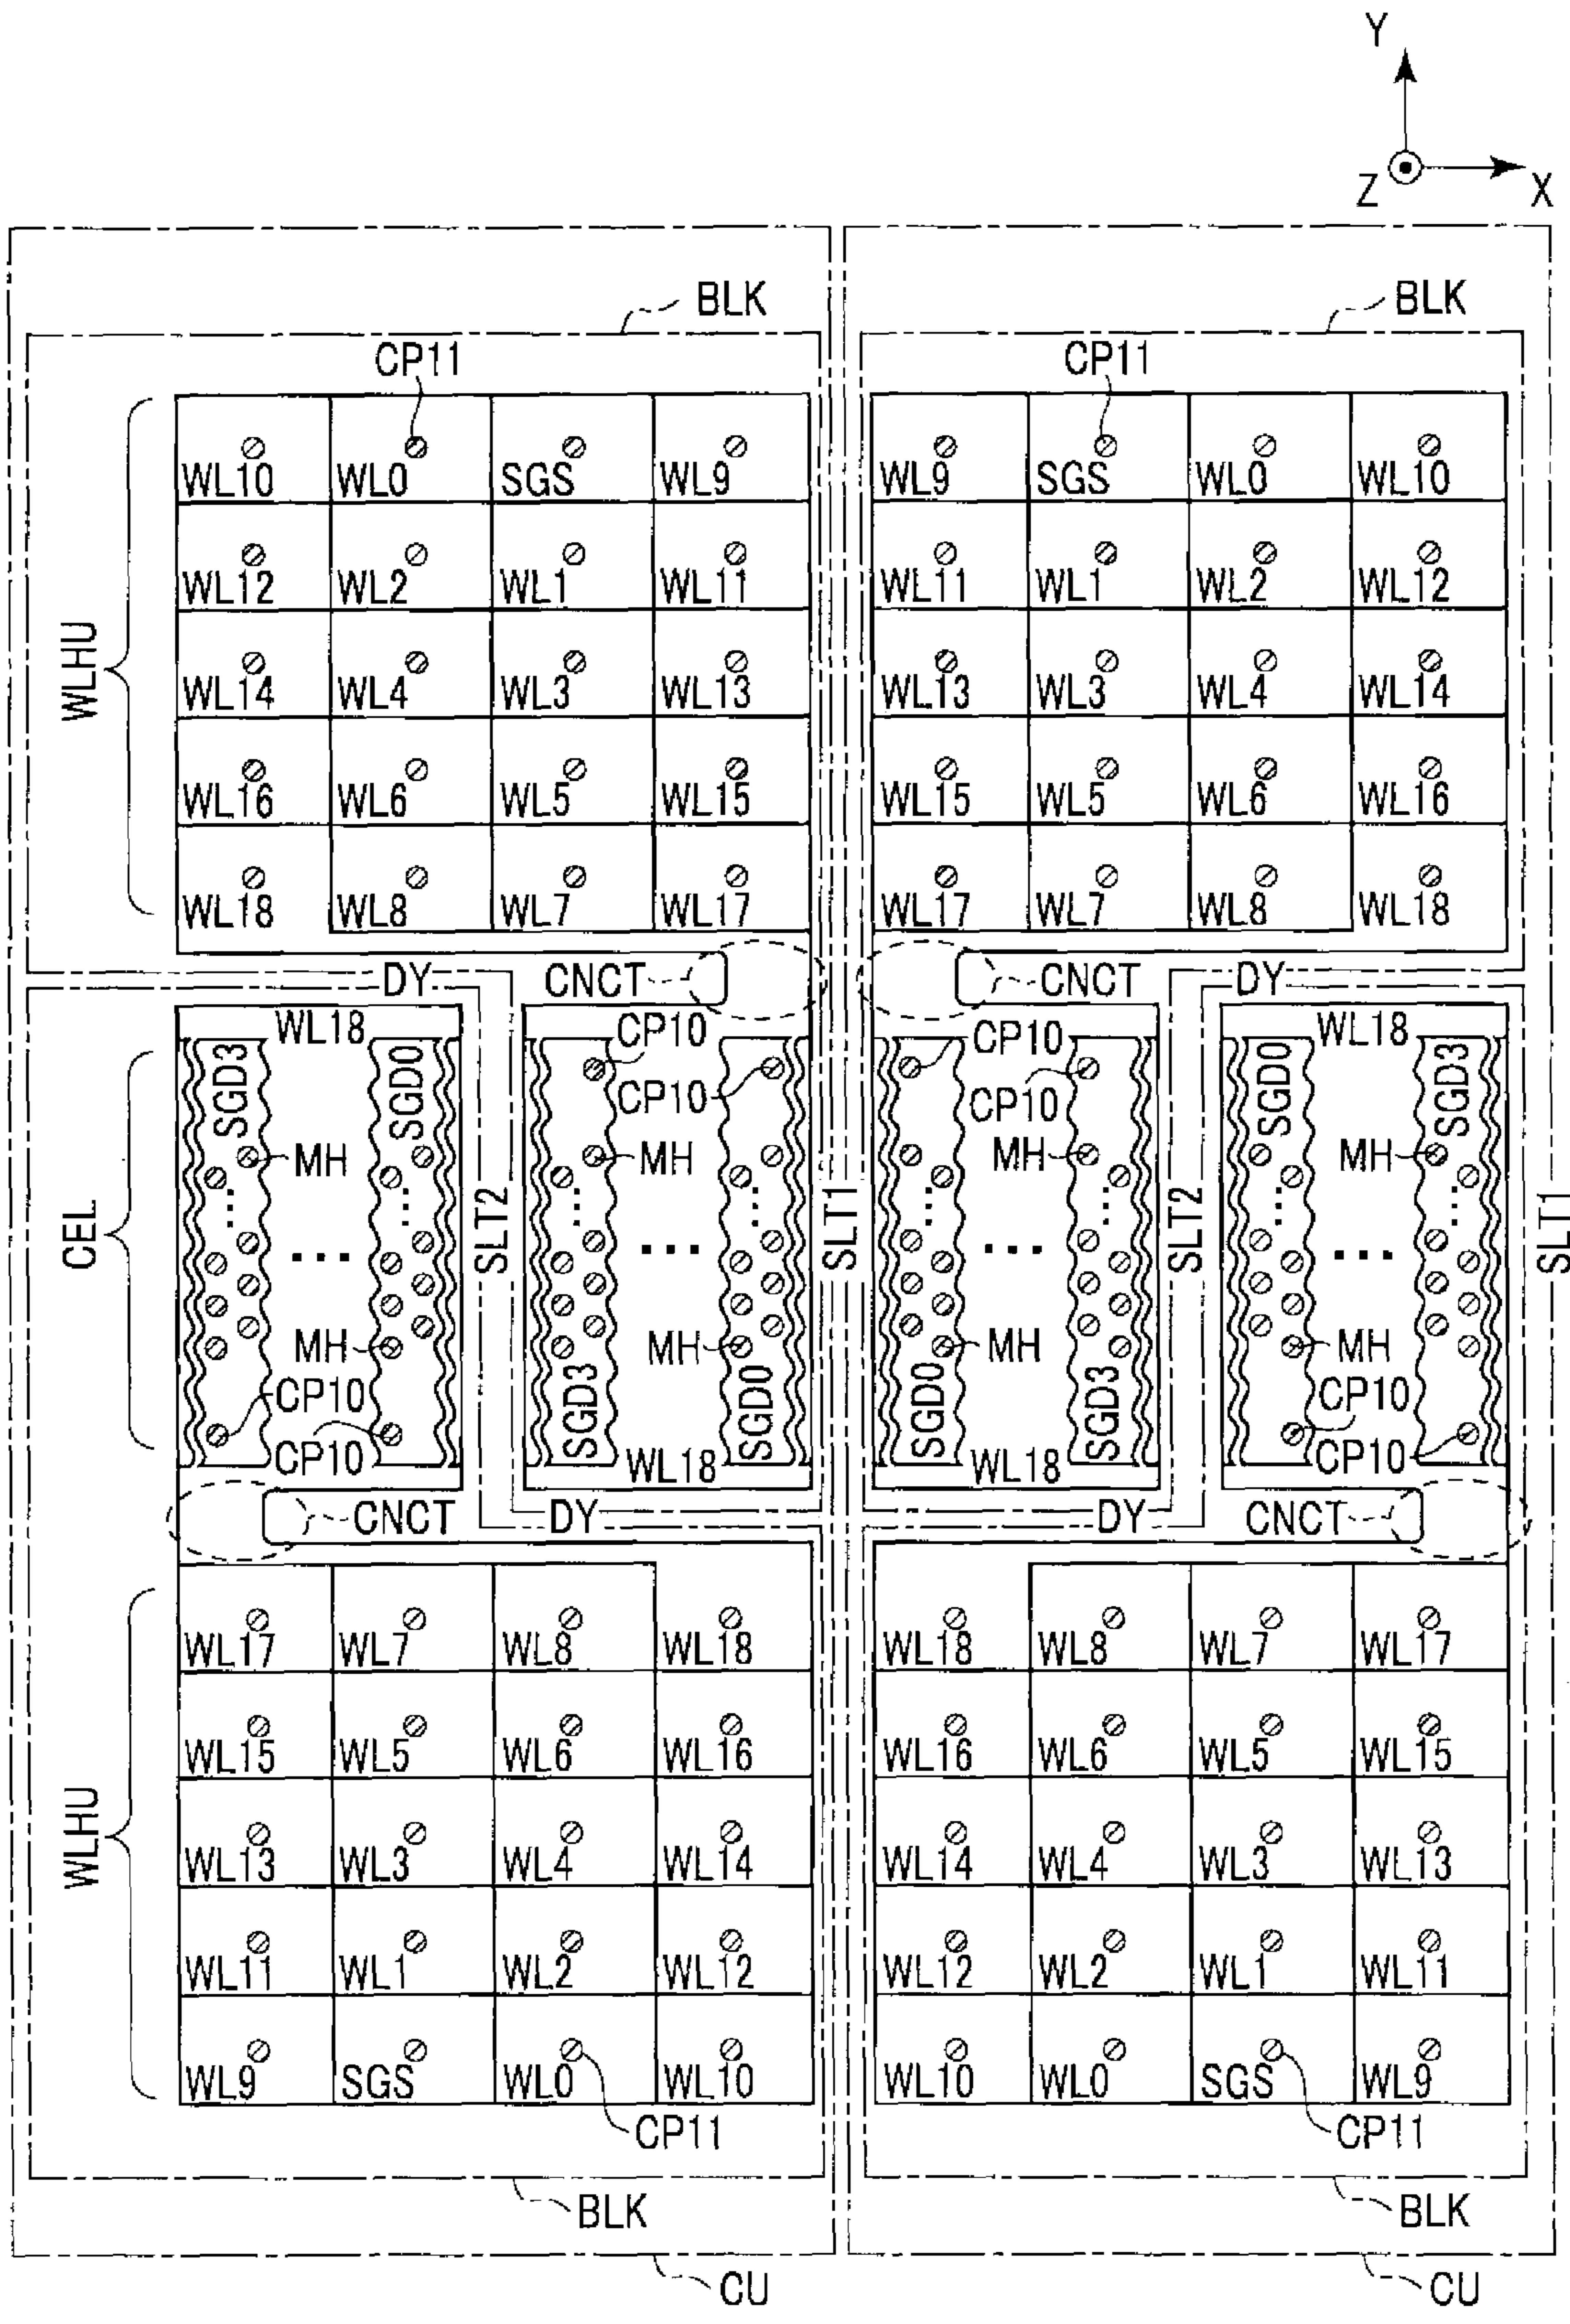 Y
Z X
BLK BLK
CP11 CP11
WL10 WL0 SGS WL9 WL9 SGS WL0 WL10
WL12 WL2 WL1 WL11 WL11 WL1 WL2 WL12
WLHU
WL14 WL4 WL3 WL13 WL13 WL3 WL4 WL14
WL16 WL6 WL5 WL15 WL15 WL5 WL6 WL16
WL18 WL8 WL7 WL17 WL17 WL7 WL8 WL18
DY CNCT CNCT DY
WL18 CP10 CP10 WL18
SGD3 SGD0 CP10 CP10 SGD0 SGD3
MH MH MH MH
CEL SLT2 SLT1 SLT2 SLT1
... ... ... ... ... ... ... ...
... ... ... ...
MH MH MH MH
CP10 SGD3 SGD0 SGD0 SGD3 CP10
CP10 WL18 WL18 CP10
CNCT DY DY CNCT
WL17 WL7 WL8 WL18 WL18 WL8 WL7 WL17
WL15 WL5 WL6 WL16 WL16 WL6 WL5 WL15
WLHU
WL13 WL3 WL4 WL14 WL14 WL4 WL3 WL13
WL11 WL1 WL2 WL12 WL12 WL2 WL1 WL11
WL9 SGS WL0 WL10 WL10 WL0 SGS WL9
CP11 CP11
BLK BLK
CU CU